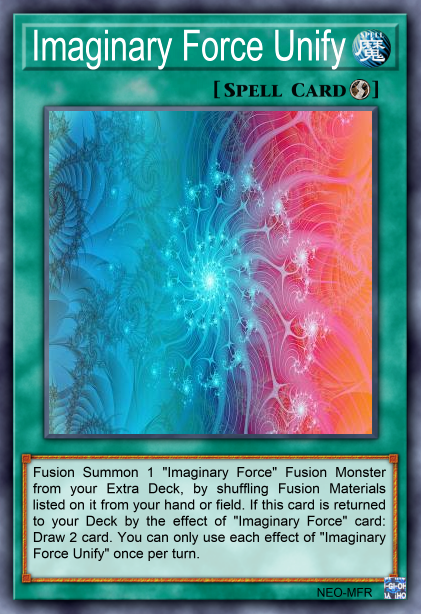 Imaginary Force Unify
SPELL
魔
[SPELL CARD]
Fusion Summon 1 "Imaginary Force" Fusion Monster
from your Extra Deck, by shuffling Fusion Materials
listed on it from your hand or field. If this card is returned
to your Deck by the effect of "Imaginary Force" card:
Draw 2 card. You can only use each effect of "Imaginary
Force Unify" once per turn.
NEO-MFR